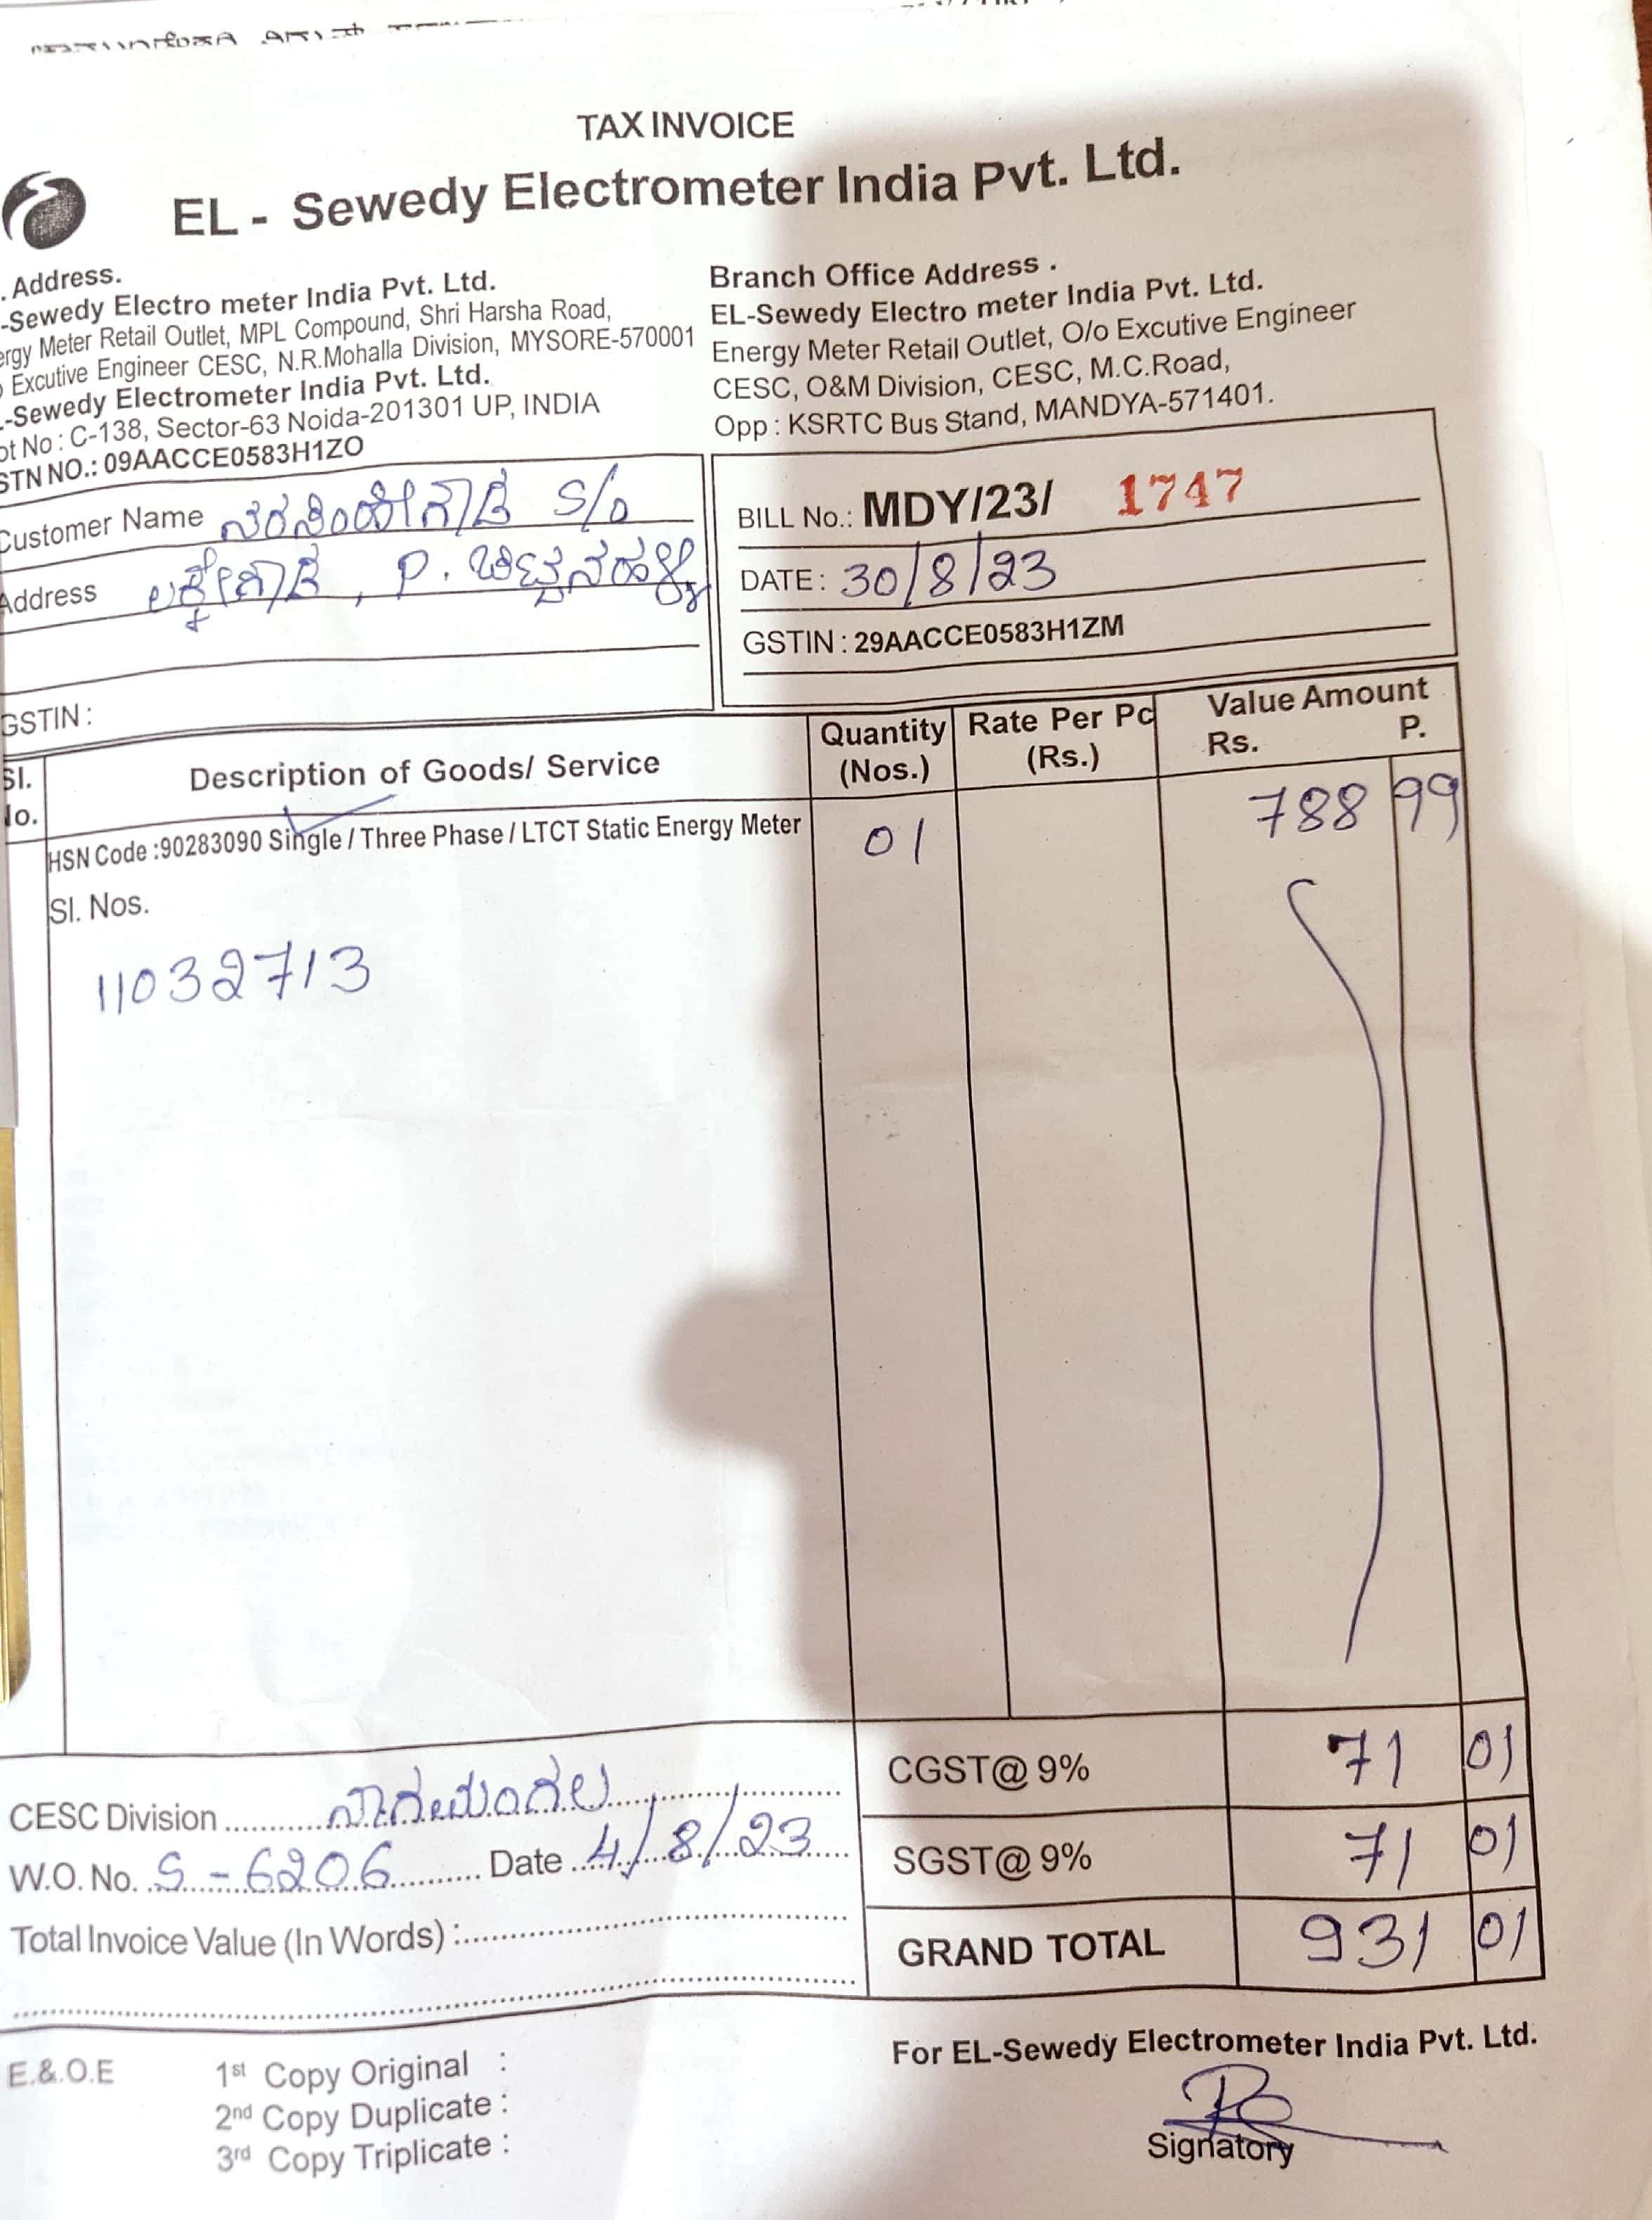 TAX INVOICE
EL - Sewedy Electrometer India Pvt. Ltd.
. Address.
-Sewedy Electro meter India Pvt. Ltd.
ergy Meter Retail Outlet, MPL Compound, Shri Harsha Road,
Excutive Engineer CESC, N.R.Mohalla Division, MYSORE-570001
-Sewedy Electrometer India Pvt. Ltd.
ot No : C-138, Sector-63 Noida-201301 UP, INDIA
STN NO.: 09AACCE0583H1ZO
Branch Office Address .
EL-Sewedy Electro meter India Pvt. Ltd.
Energy Meter Retail Outlet, O/o Excutive Engineer
CESC, O&M Division, CESC, M.C.Road,
Opp : KSRTC Bus Stand, MANDYA-571401.
Customer Name ನರಸಿಂಹೇಗೌಡ S/o
Address P.
GSTIN :
BILL No.: MDY/23/ 1747
DATE : 30/8/23
GSTIN : 29AACCE0583H1ZM
Sl. No. Description of Goods/ Service Quantity (Nos.) Rate Per Pc (Rs.) Value Amount Rs. P.
HSN Code :90283090 Single / Three Phase / LTCT Static Energy Meter 01 788 99
Sl. Nos.
11032713
CESC Division ನಾಗಮಂಗಲ
W.O. No. S-6206 Date 4/8/23
Total Invoice Value (In Words) :
CGST@ 9% 71 01
SGST@ 9% 71 01
GRAND TOTAL 931 01
E.&.O.E
1st Copy Original :
2nd Copy Duplicate :
3rd Copy Triplicate :
For EL-Sewedy Electrometer India Pvt. Ltd.
Signatory